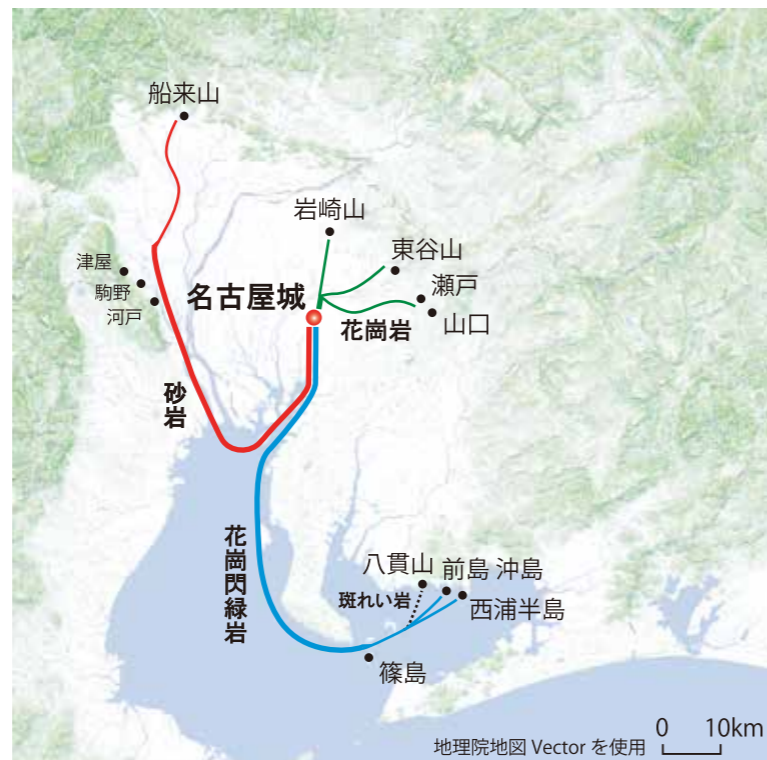 船来山
岩崎山
東谷山
津屋
駒野
河戸
名古屋城
瀬戸
山口
花崗岩
砂岩
花崗閃緑岩
八貫山
前島 沖島
斑れい岩
西浦半島
篠島
0 10km
地理院地図 Vector を使用